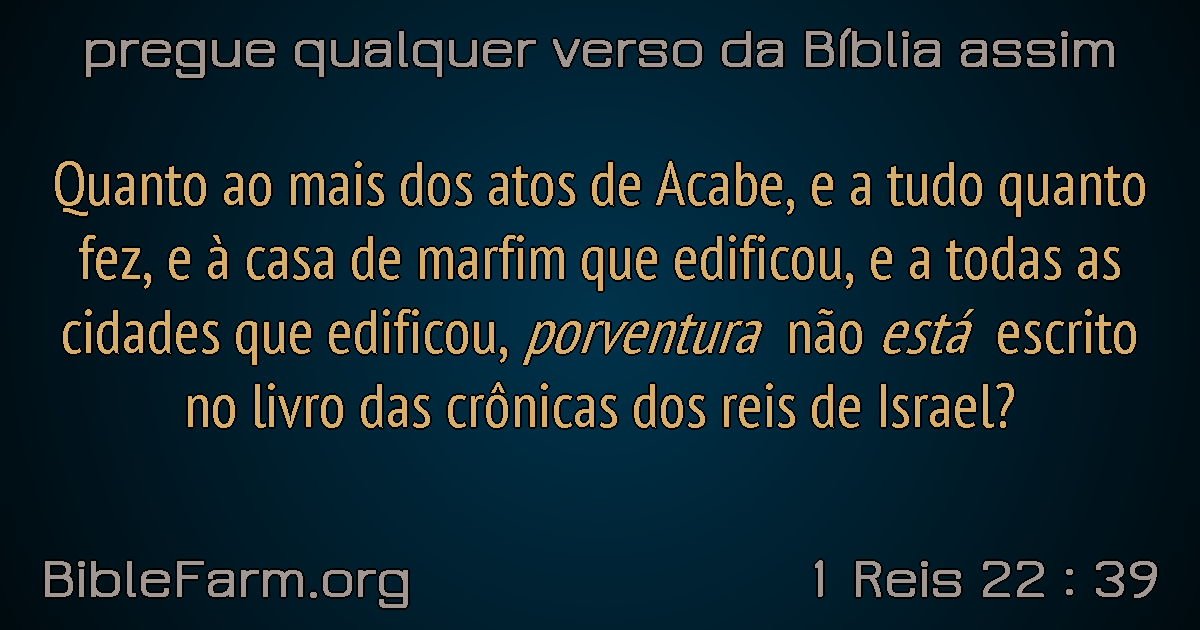 pregue qualquer verso da Bíblia assim
Quanto ao mais dos atos de Acabe, e a tudo quanto
fez, e à casa de marfim que edificou, e a todas as
cidades que edificou, porventura não está escrito
no livro das crônicas dos reis de Israel?
BibleFarm.org
1 Reis 22 : 39